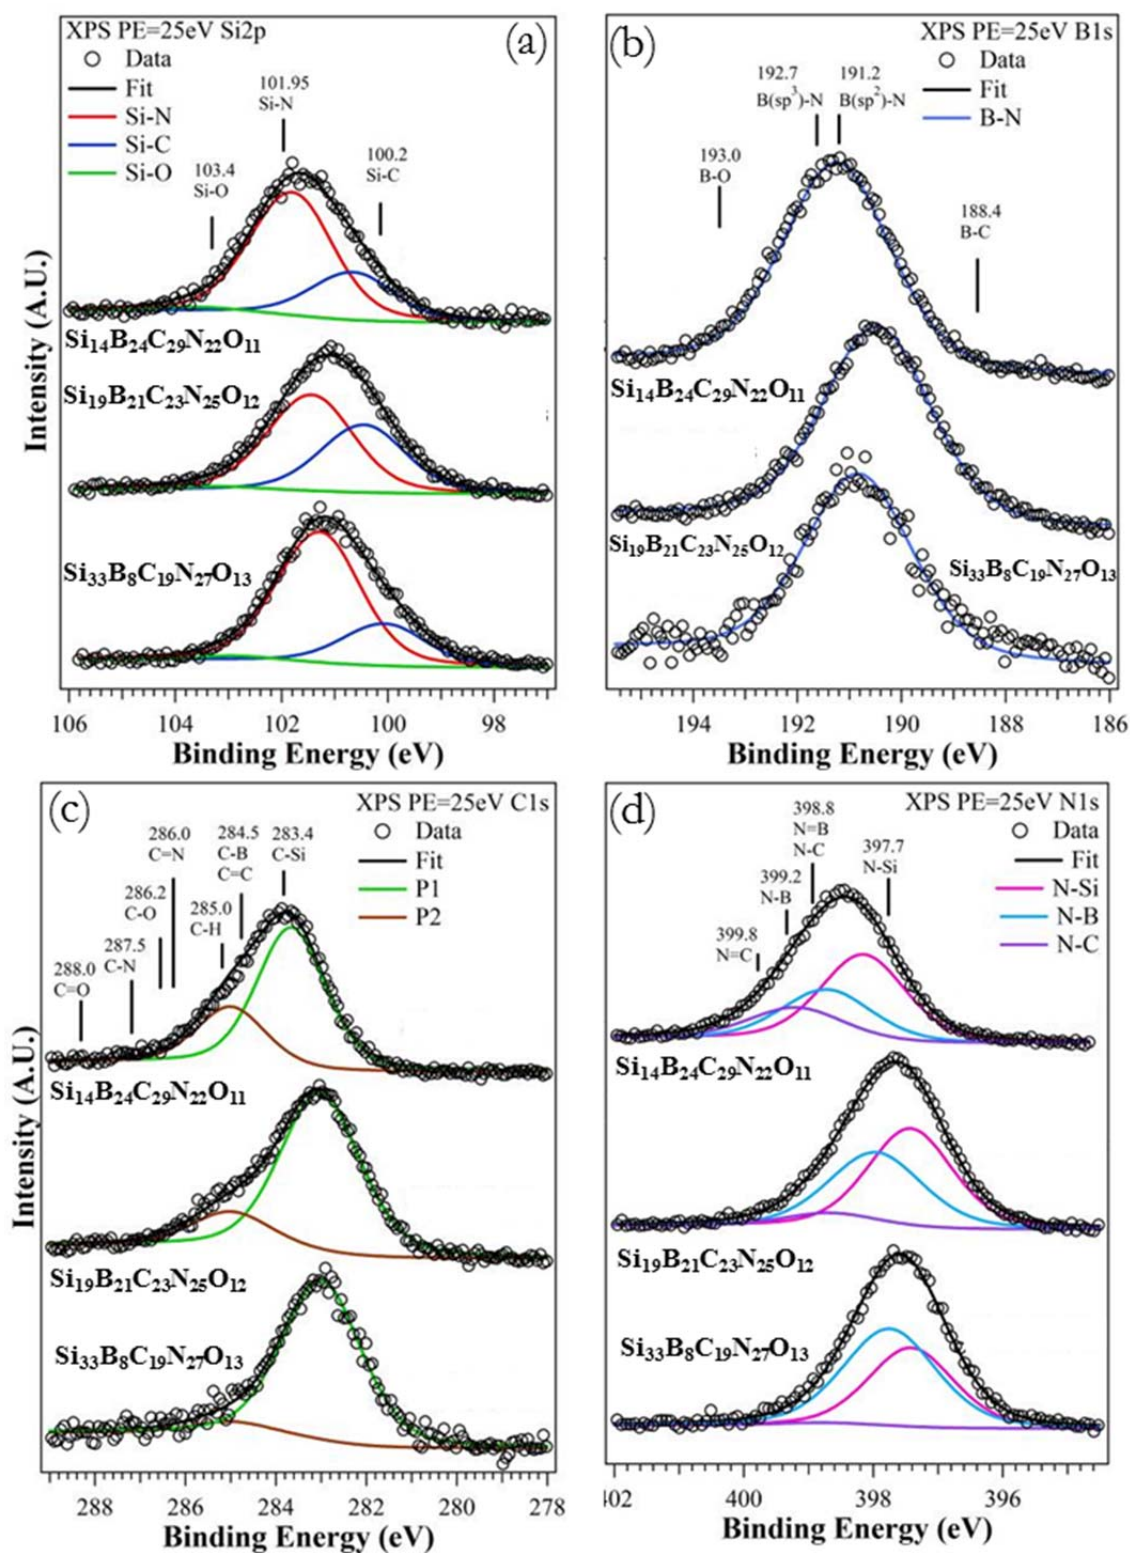 XPS PE=25eV Si2p
(a)
Data
Fit
Si-N
Si-C
Si-O
101.95
Si-N
103.4
Si-O
100.2
Si-C
Si₁₄B₂₄C₂₉N₂₂O₁₁
Si₁₉B₂₁C₂₃N₂₅O₁₂
Si₃₃B₈C₁₉N₂₇O₁₃
Intensity (A.U.)
106 104 102 100 98
Binding Energy (eV)
(b)
XPS PE=25eV B1s
Data
Fit
B-N
192.7
B(sp³)-N
191.2
B(sp²)-N
193.0
B-O
188.4
B-C
Si₁₄B₂₄C₂₉N₂₂O₁₁
Si₁₉B₂₁C₂₃N₂₅O₁₂
Si₃₃B₈C₁₉N₂₇O₁₃
194 192 190 188 186
Binding Energy (eV)
(c)
XPS PE=25eV C1s
Data
Fit
P1
P2
286.0
C=N
284.5
C-B
C=C
283.4
C-Si
286.2
C-O
285.0
C-H
287.5
C-N
288.0
C=O
Si₁₄B₂₄C₂₉N₂₂O₁₁
Si₁₉B₂₁C₂₃N₂₅O₁₂
Si₃₃B₈C₁₉N₂₇O₁₃
Intensity (A.U.)
288 286 284 282 280 278
Binding Energy (eV)
(d)
XPS PE=25eV N1s
Data
Fit
N-Si
N-B
N-C
398.8
N=B
N-C
397.7
N-Si
399.2
N-B
399.8
N=C
Si₁₄B₂₄C₂₉N₂₂O₁₁
Si₁₉B₂₁C₂₃N₂₅O₁₂
Si₃₃B₈C₁₉N₂₇O₁₃
402 400 398 396
Binding Energy (eV)